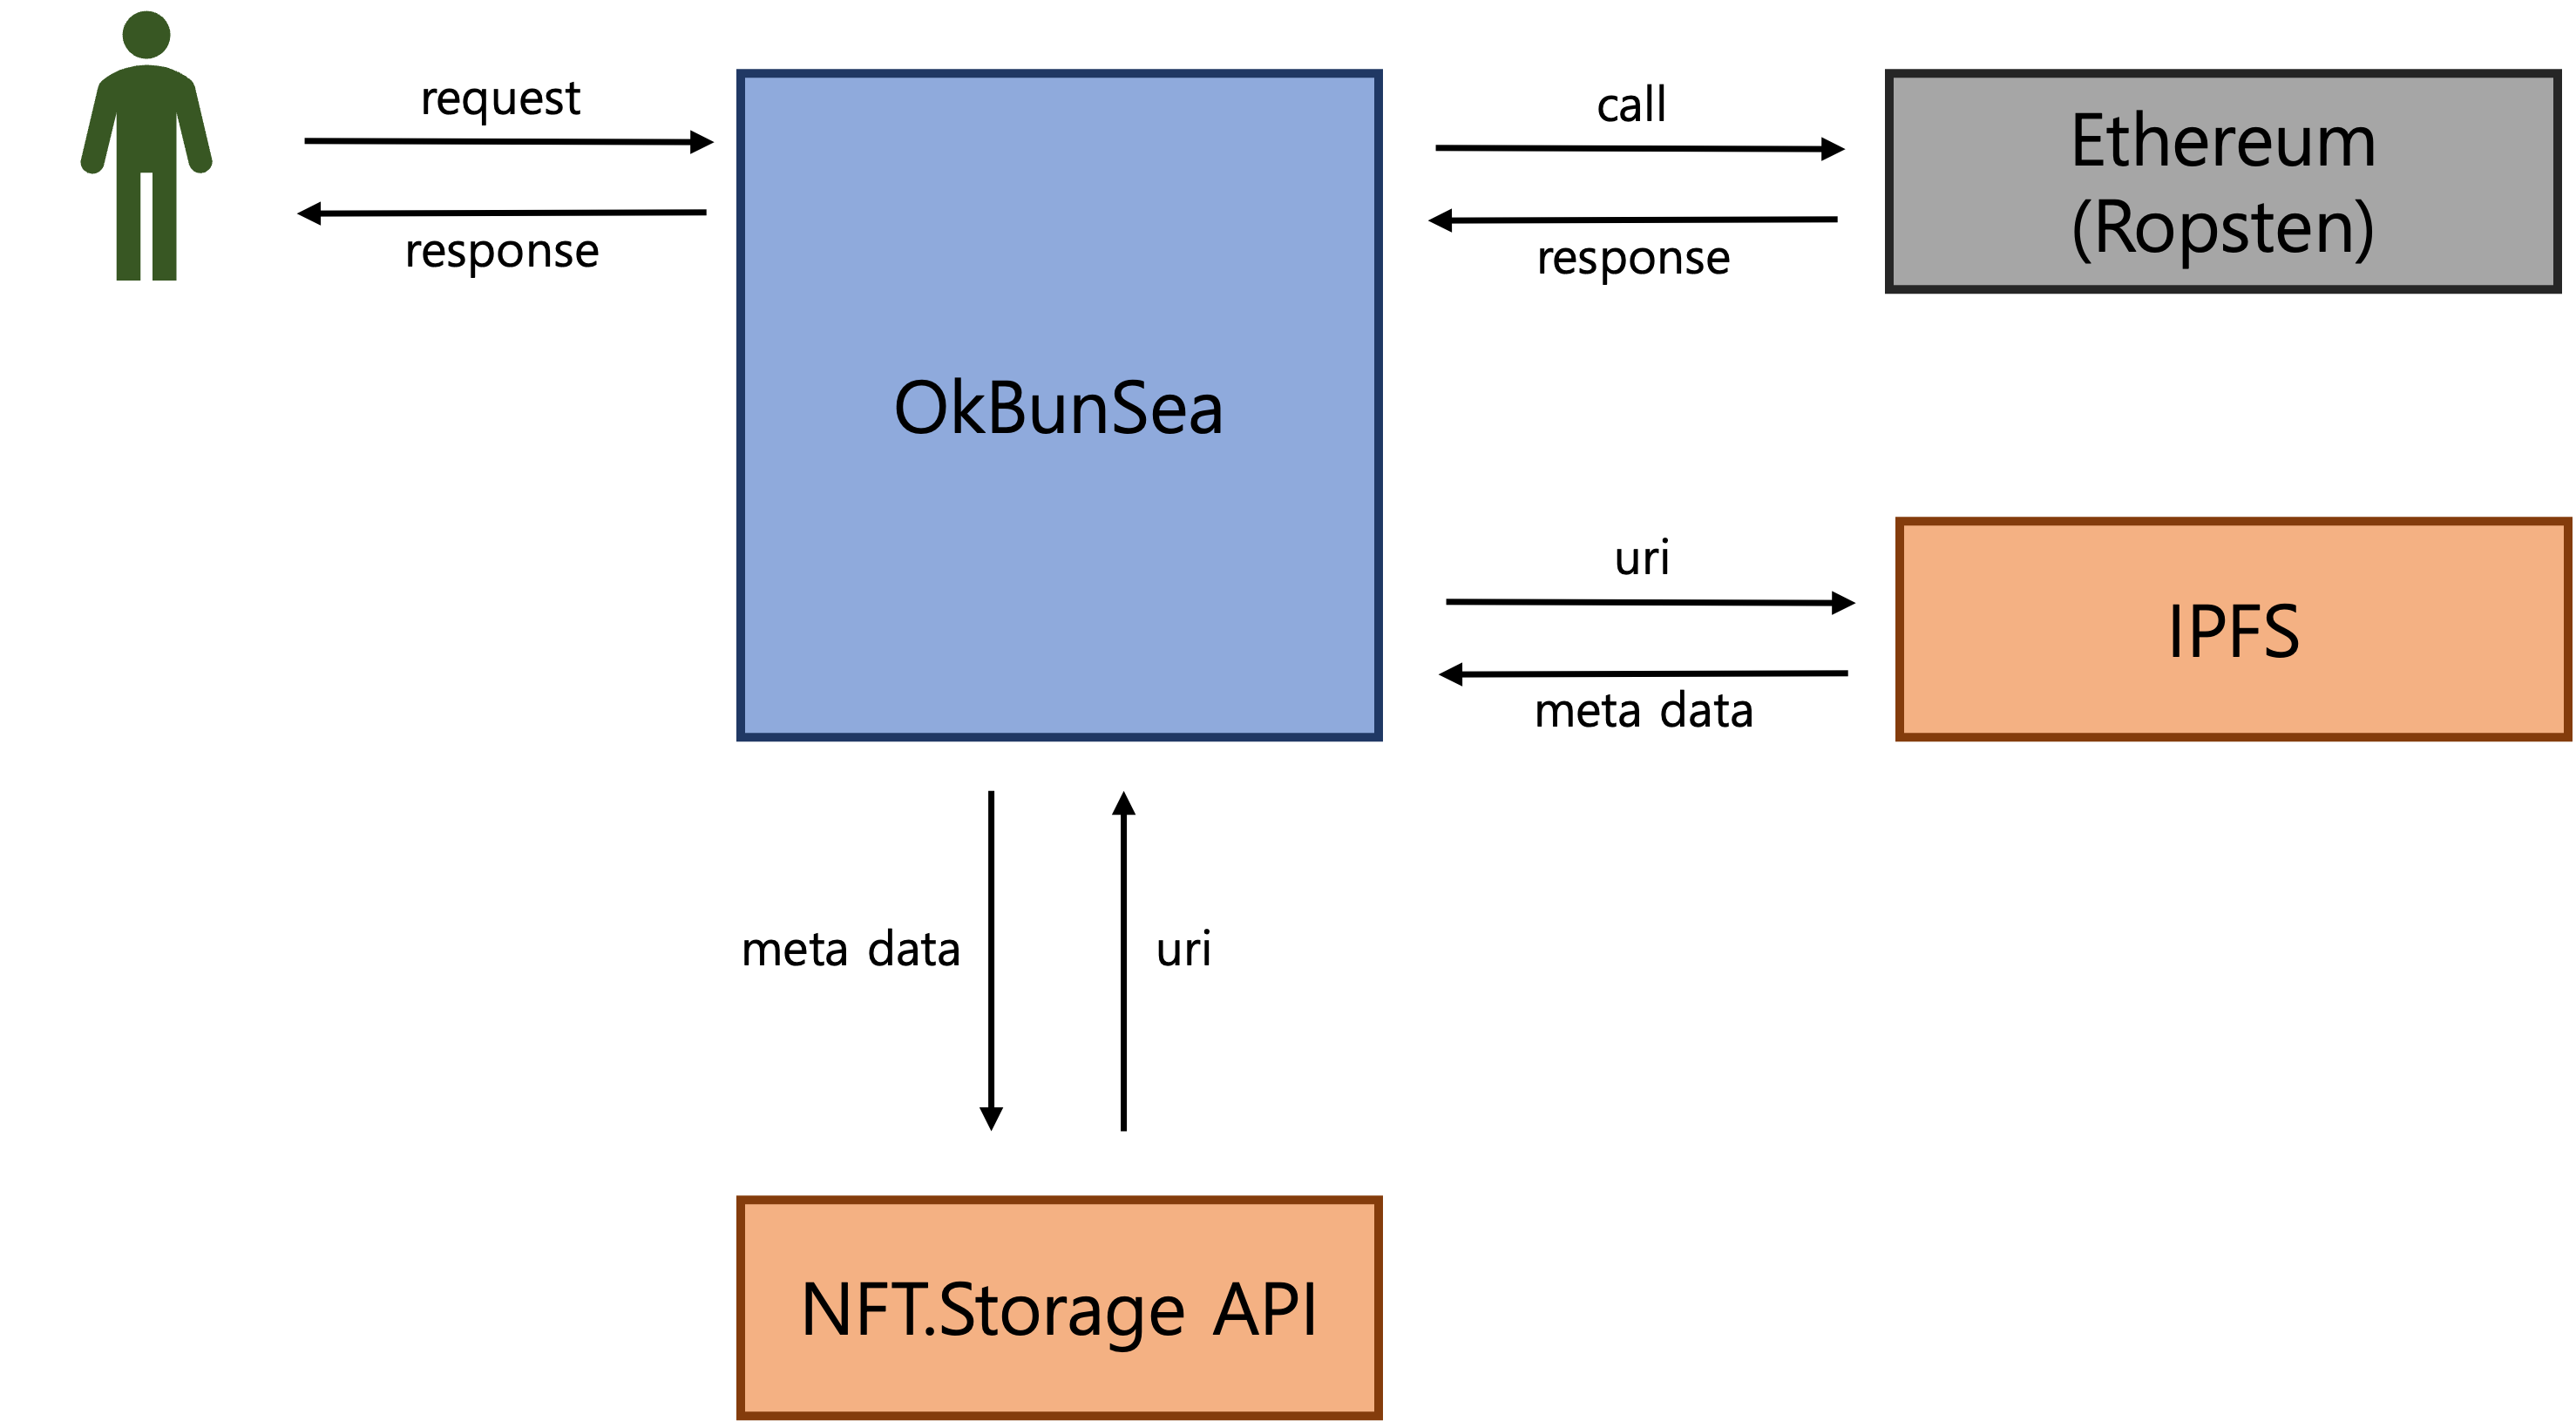 request
response
OkBunSea
call
response
Ethereum
(Ropsten)
uri
meta data
IPFS
meta data
uri
NFT.Storage API